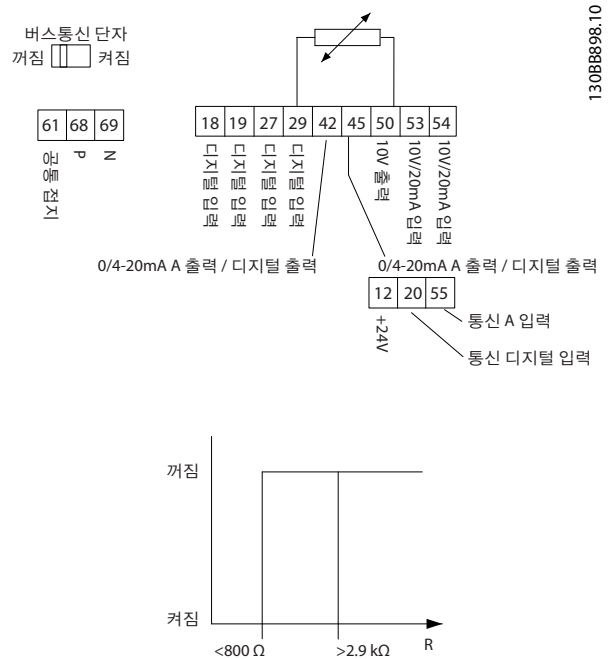 130BB898.10
버스통신 단자
꺼짐 켜짐
61 68 69
공통 접지
P
N
18 19 27 29 42 45 50 53 54
디지털 입력
디지털 입력
디지털 입력
디지털 입력
10V 출력
10V/20mA 입력
10V/20mA 입력
0/4-20mA A 출력 / 디지털 출력
0/4-20mA A 출력 / 디지털 출력
12 20 55
+24V
통신 A 입력
통신 디지털 입력
꺼짐
켜짐
<800 Ω >2.9 kΩ R